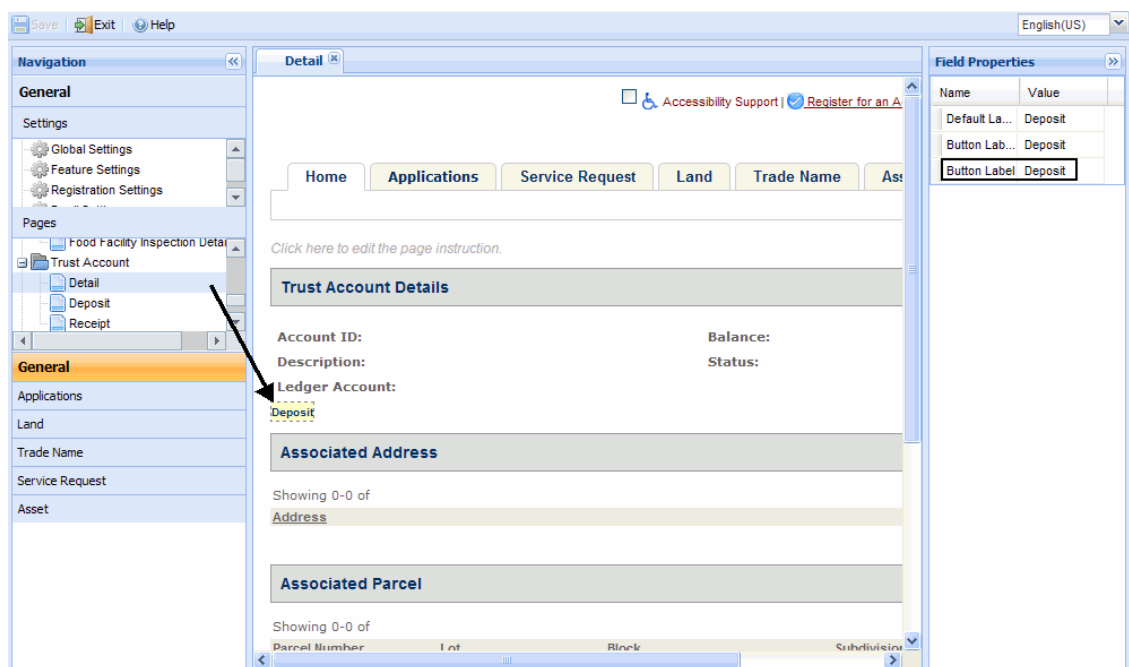 Save Exit Help English(US)
Navigation
General
Settings
Global Settings
Feature Settings
Registration Settings
Pages
Food Facility Inspection Detai
Trust Account
Detail
Deposit
Receipt
General
Applications
Land
Trade Name
Service Request
Asset
Detail
Accessibility Support | Register for an A
Home Applications Service Request Land Trade Name Ass
Click here to edit the page instruction.
Trust Account Details
Account ID: Balance:
Description: Status:
Ledger Account:
Deposit
Associated Address
Showing 0-0 of
Address
Associated Parcel
Showing 0-0 of
Parcel Number Lot Block Subdivision
Field Properties
Name Value
Default La... Deposit
Button Lab... Deposit
Button Label Deposit